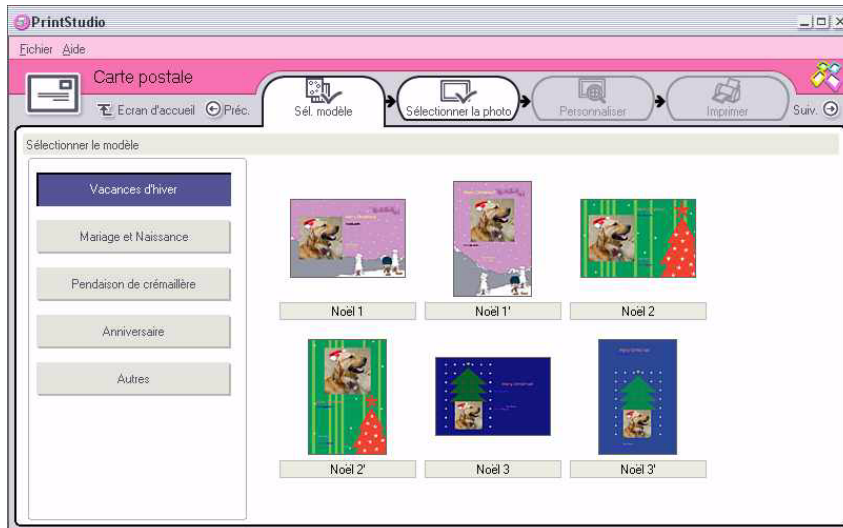 PrintStudio
Fichier Aide
Carte postale
Ecran d'accueil
Préc.
Sél. modèle
Sélectionner la photo
Personnaliser
Imprimer
Suiv.
Sélectionner le modèle
Vacances d'hiver
Mariage et Naissance
Pendaison de crémaillère
Anniversaire
Autres
Noël 1
Noël 1'
Noël 2
Noël 2'
Noël 3
Noël 3'